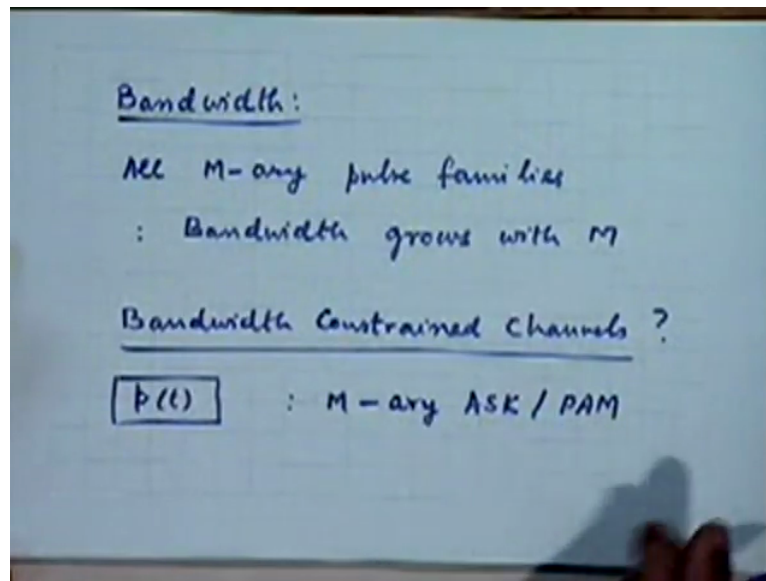 Bandwidth:
All M-ary pulse families
: Bandwidth grows with M
Bandwidth Constrained Channels ?
p(t) : M-ary ASK / PAM